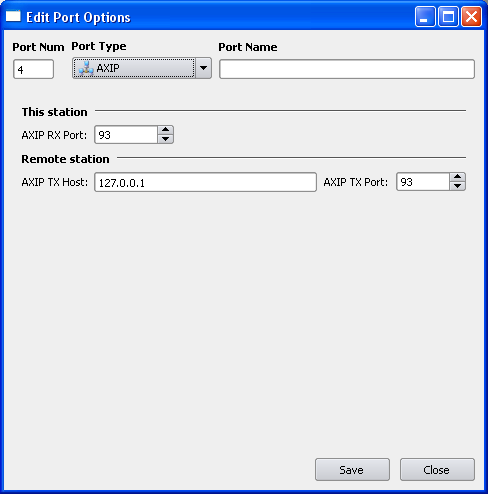 Edit Port Options
Port Num Port Type Port Name
4 AXIP
This station
AXIP RX Port: 93
Remote station
AXIP TX Host: 127.0.0.1 AXIP TX Port: 93
Save Close